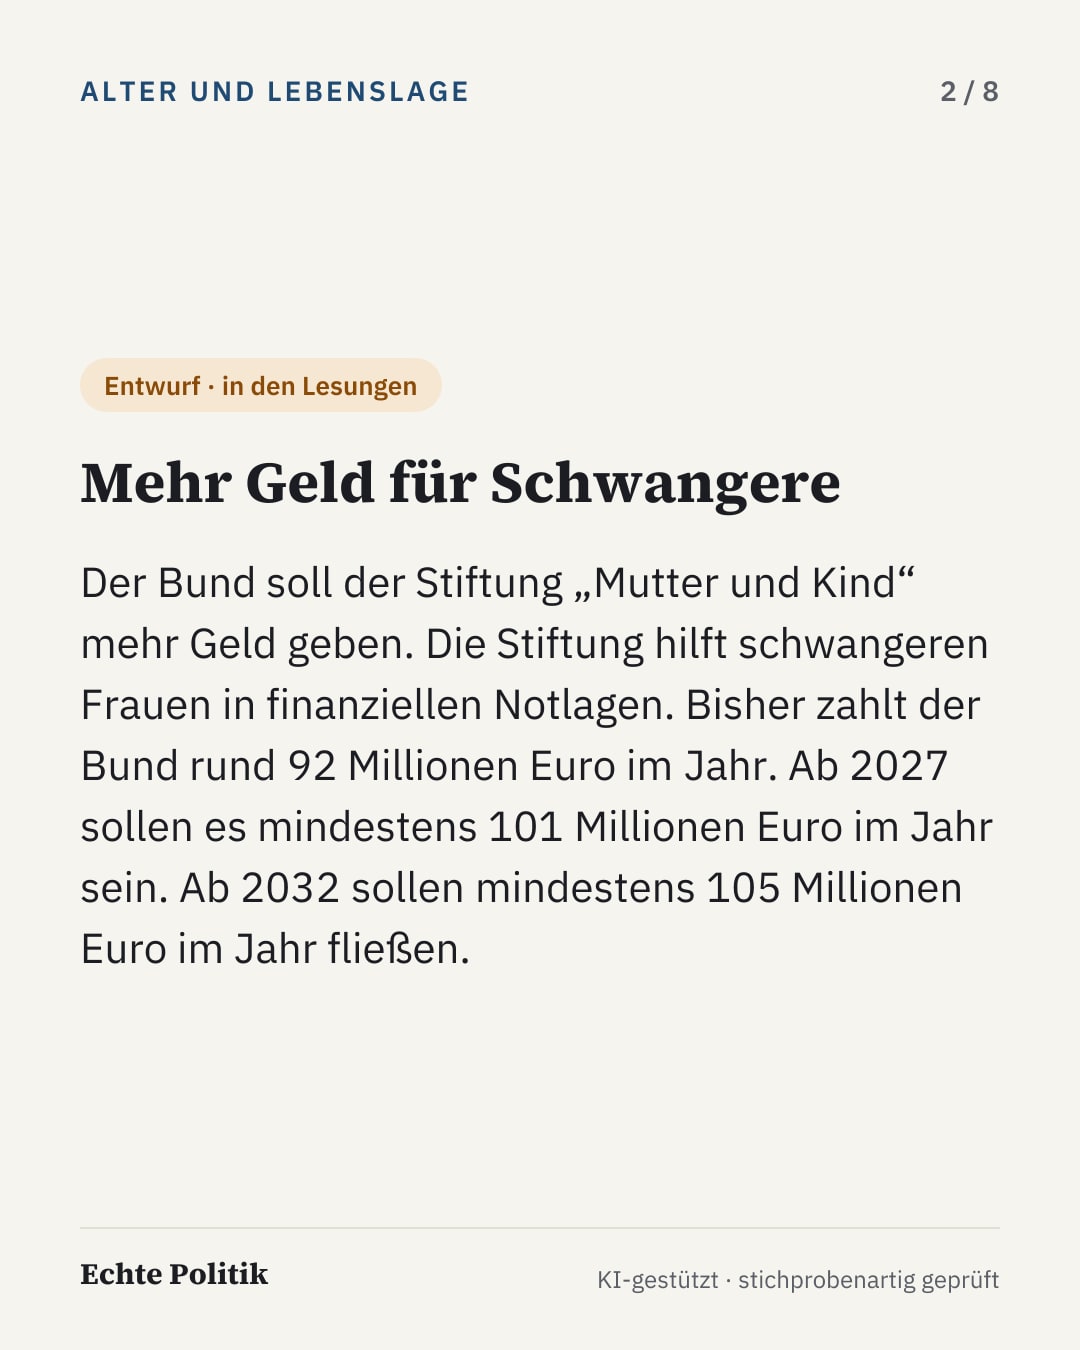 ALTER UND LEBENSLAGE
2 / 8
Entwurf · in den Lesungen
Mehr Geld für Schwangere
Der Bund soll der Stiftung „Mutter und Kind“
mehr Geld geben. Die Stiftung hilft schwangeren
Frauen in finanziellen Notlagen. Bisher zahlt der
Bund rund 92 Millionen Euro im Jahr. Ab 2027
sollen es mindestens 101 Millionen Euro im Jahr
sein. Ab 2032 sollen mindestens 105 Millionen
Euro im Jahr fließen.
Echte Politik
KI-gestützt · stichprobenartig geprüft